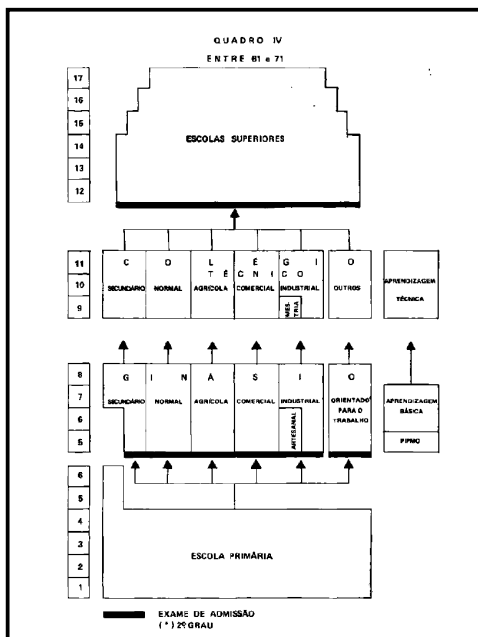 QUADRO IV
ENTRE 61 e 71
17
16
15
14
13
12
ESCOLAS SUPERIORES
11
10
9
C O L É G I O
TÉCNICO
SECUNDÁRIO
NORMAL
AGRÍCOLA
COMERCIAL
INDUSTRIAL
MES-
TRIA
OUTROS
APRENDIZAGEM
TÉCNICA
8
7
6
5
G I N Á S I O
SECUNDÁRIO
NORMAL
AGRÍCOLA
COMERCIAL
INDUSTRIAL
ARTESANAL
ORIENTADO
PARA O
TRABALHO
APRENDIZAGEM
BÁSICA
PIPMO
6
5
4
3
2
1
ESCOLA PRIMÁRIA
EXAME DE ADMISSÃO
(*) 2º GRAU